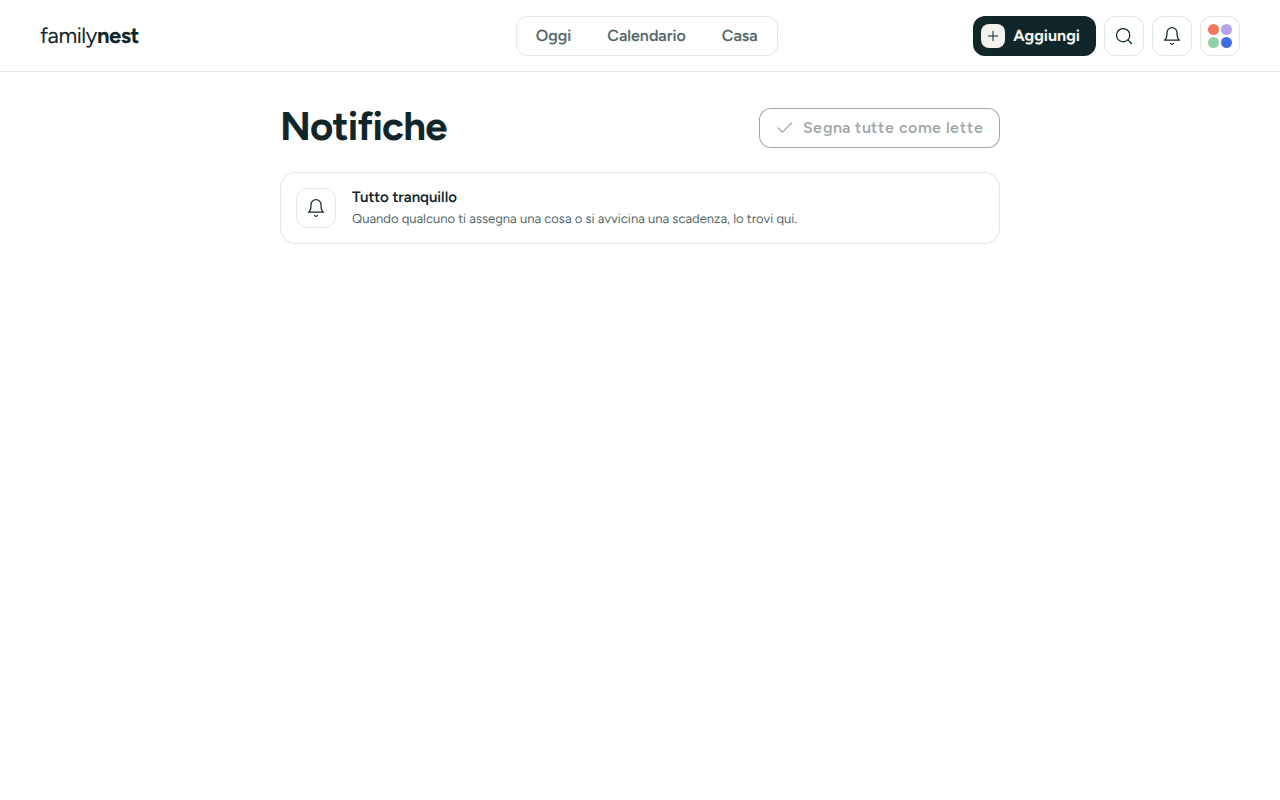 familynest
Oggi
Calendario
Casa
Aggiungi
Notifiche
Segna tutte come lette
Tutto tranquillo
Quando qualcuno ti assegna una cosa o si avvicina una scadenza, lo trovi qui.